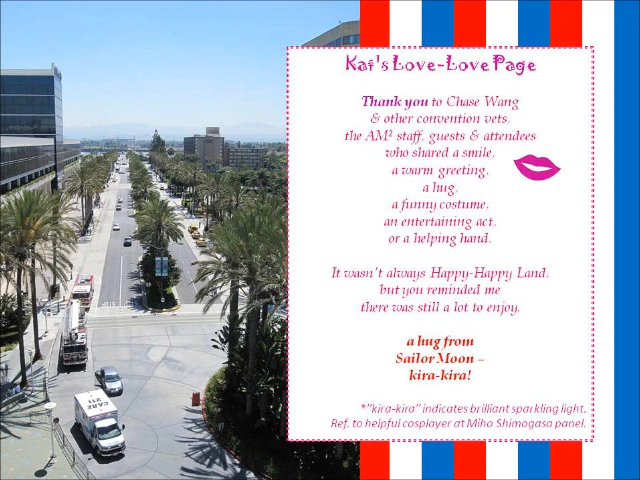 Kat's Love-Love Page
Thank you to Chase Wang
& other convention vets,
the AM² staff, guests & attendees
who shared a smile,
a warm greeting,
a hug,
a funny costume,
an entertaining act,
or a helping hand.
It wasn't always Happy-Happy Land,
but you reminded me
there was still a lot to enjoy.
a hug from
Sailor Moon –
kira-kira!
*"kira-kira" indicates brilliant sparkling light.
Ref. to helpful cosplayer at Miho Shimogasa panel.